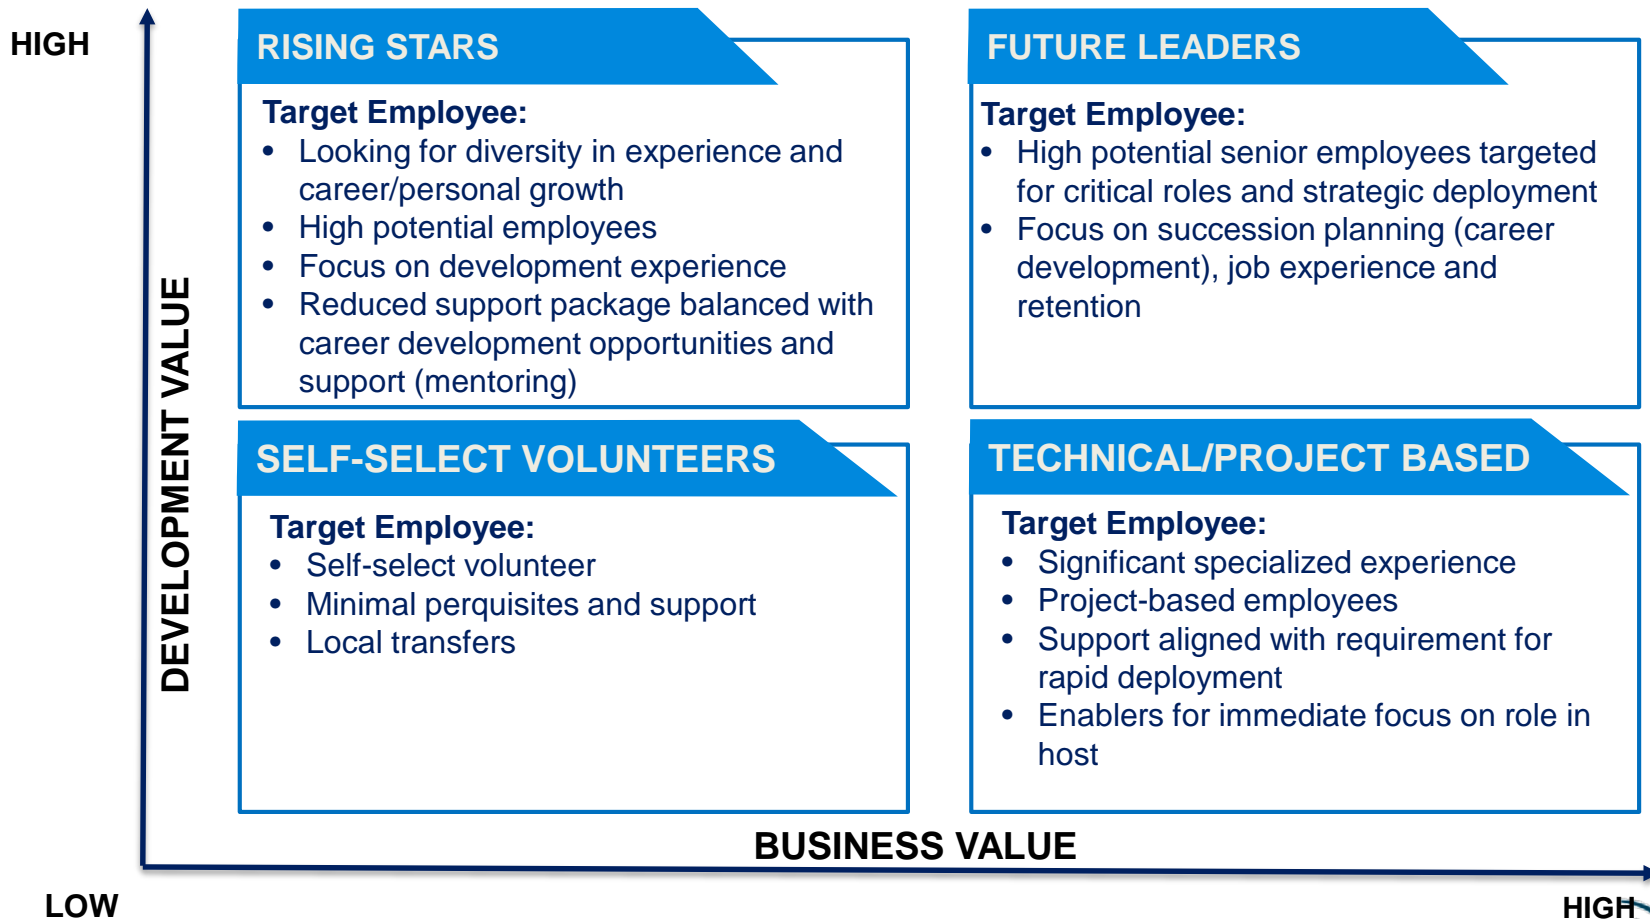 HIGH
RISING STARS
Target Employee:
• Looking for diversity in experience and
career/personal growth
• High potential employees
• Focus on development experience
• Reduced support package balanced with
career development opportunities and
support (mentoring)
FUTURE LEADERS
Target Employee:
• High potential senior employees targeted
for critical roles and strategic deployment
• Focus on succession planning (career
development), job experience and
retention
DEVELOPMENT VALUE
SELF-SELECT VOLUNTEERS
Target Employee:
• Self-select volunteer
• Minimal perquisites and support
• Local transfers
TECHNICAL/PROJECT BASED
Target Employee:
• Significant specialized experience
• Project-based employees
• Support aligned with requirement for
rapid deployment
• Enablers for immediate focus on role in
host
BUSINESS VALUE
LOW
HIGH